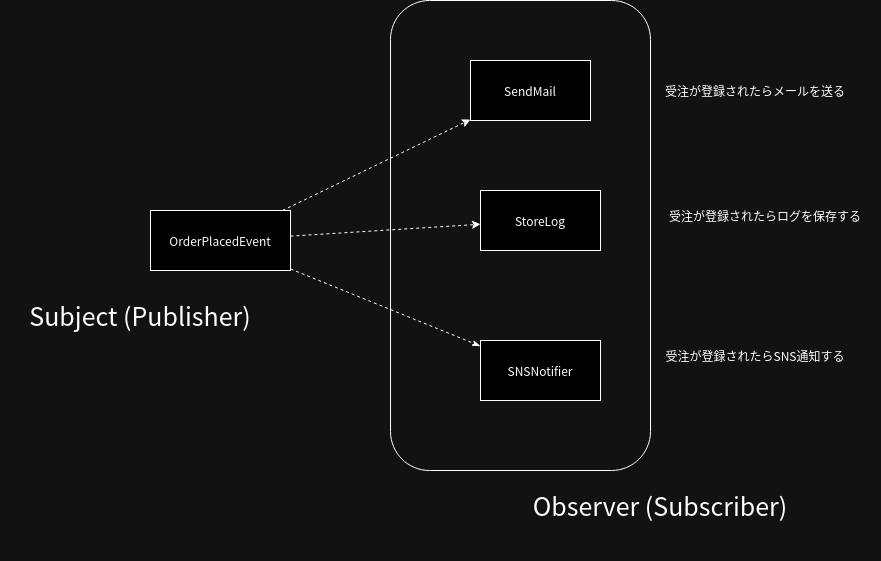 SendMail
受注が登録されたらメールを送る
StoreLog
受注が登録されたらログを保存する
OrderPlacedEvent
Subject (Publisher)
SNSNotifier
受注が登録されたらSNS通知する
Observer (Subscriber)